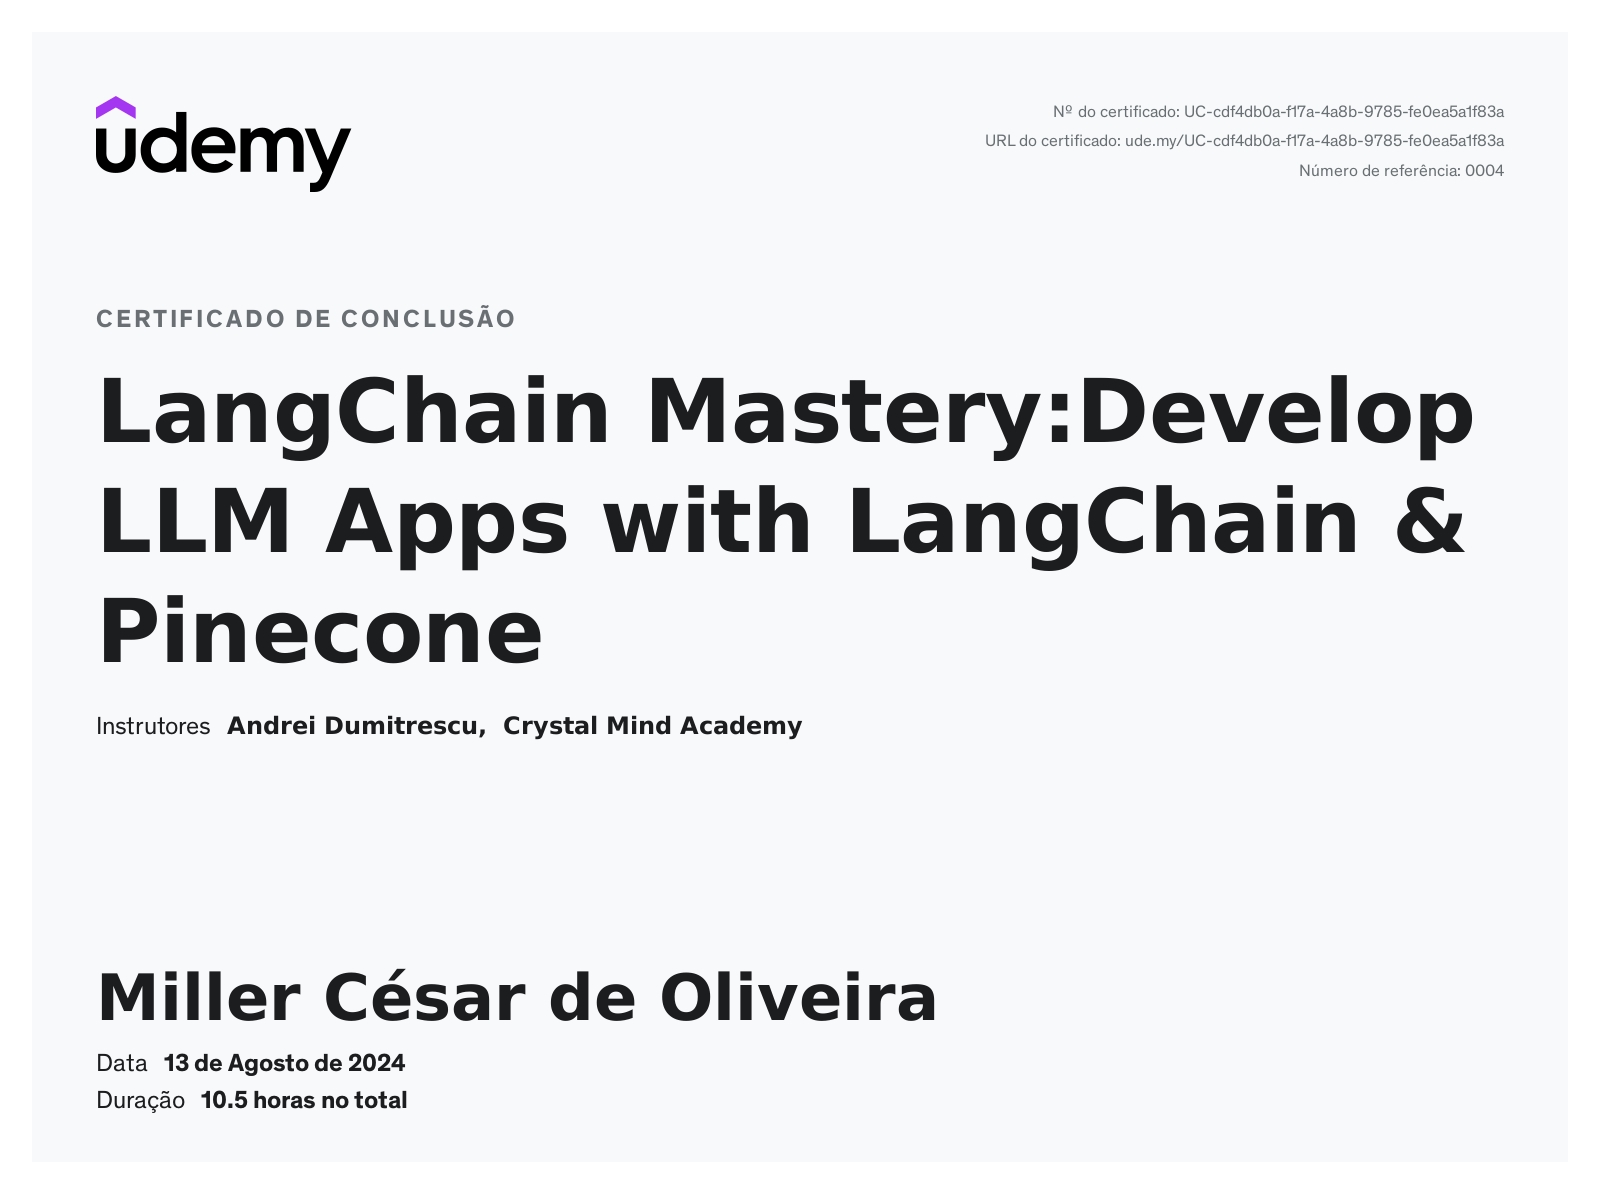 udemy
Nº do certificado: UC-cdf4db0a-f17a-4a8b-9785-fe0ea5a1f83a
URL do certificado: ude.my/UC-cdf4db0a-f17a-4a8b-9785-fe0ea5a1f83a
Número de referência: 0004
CERTIFICADO DE CONCLUSÃO
LangChain Mastery:Develop
LLM Apps with LangChain &
Pinecone
Instrutores Andrei Dumitrescu, Crystal Mind Academy
Miller César de Oliveira
Data 13 de Agosto de 2024
Duração 10.5 horas no total